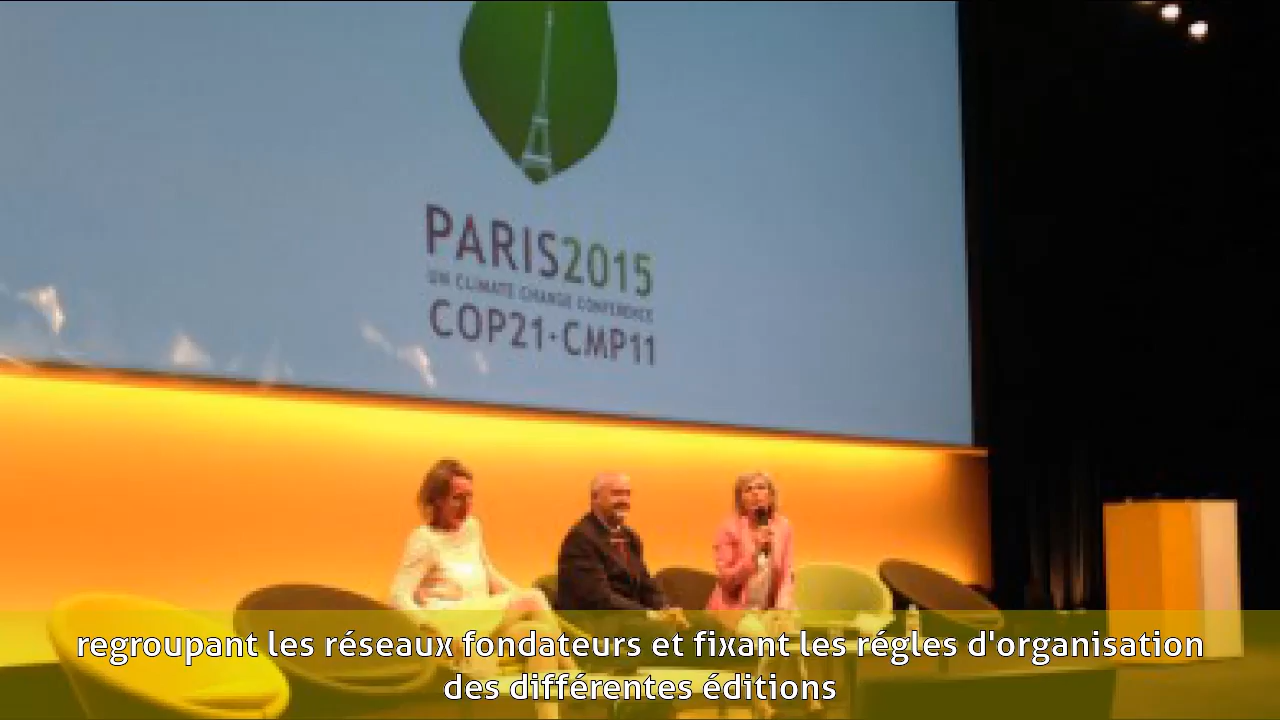 PARIS2015
UN CLIMATE CHANGE CONFERENCE
COP21·CMP11
regroupant les réseaux fondateurs et fixant les régles d'organisation
des différentes éditions